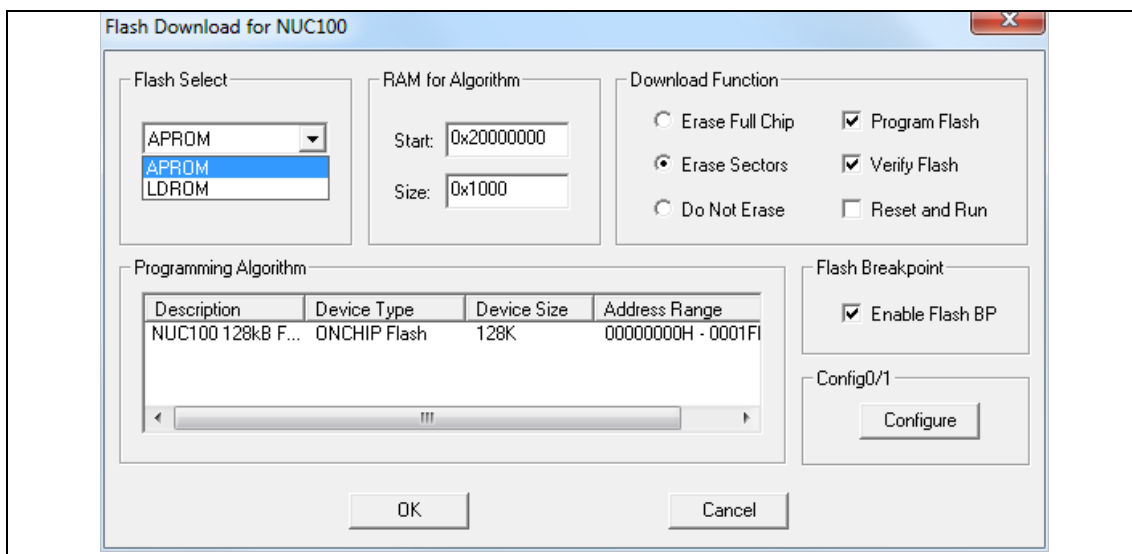 Flash Download for NUC100
Flash Select
APROM
APROM
LDROM
RAM for Algorithm
Start: 0x20000000
Size: 0x1000
Download Function
Erase Full Chip
Program Flash
Erase Sectors
Verify Flash
Do Not Erase
Reset and Run
Programming Algorithm
Description Device Type Device Size Address Range
NUC100 128kB F... ONCHIP Flash 128K 00000000H - 0001F
Flash Breakpoint
Enable Flash BP
Config0/1
Configure
OK
Cancel